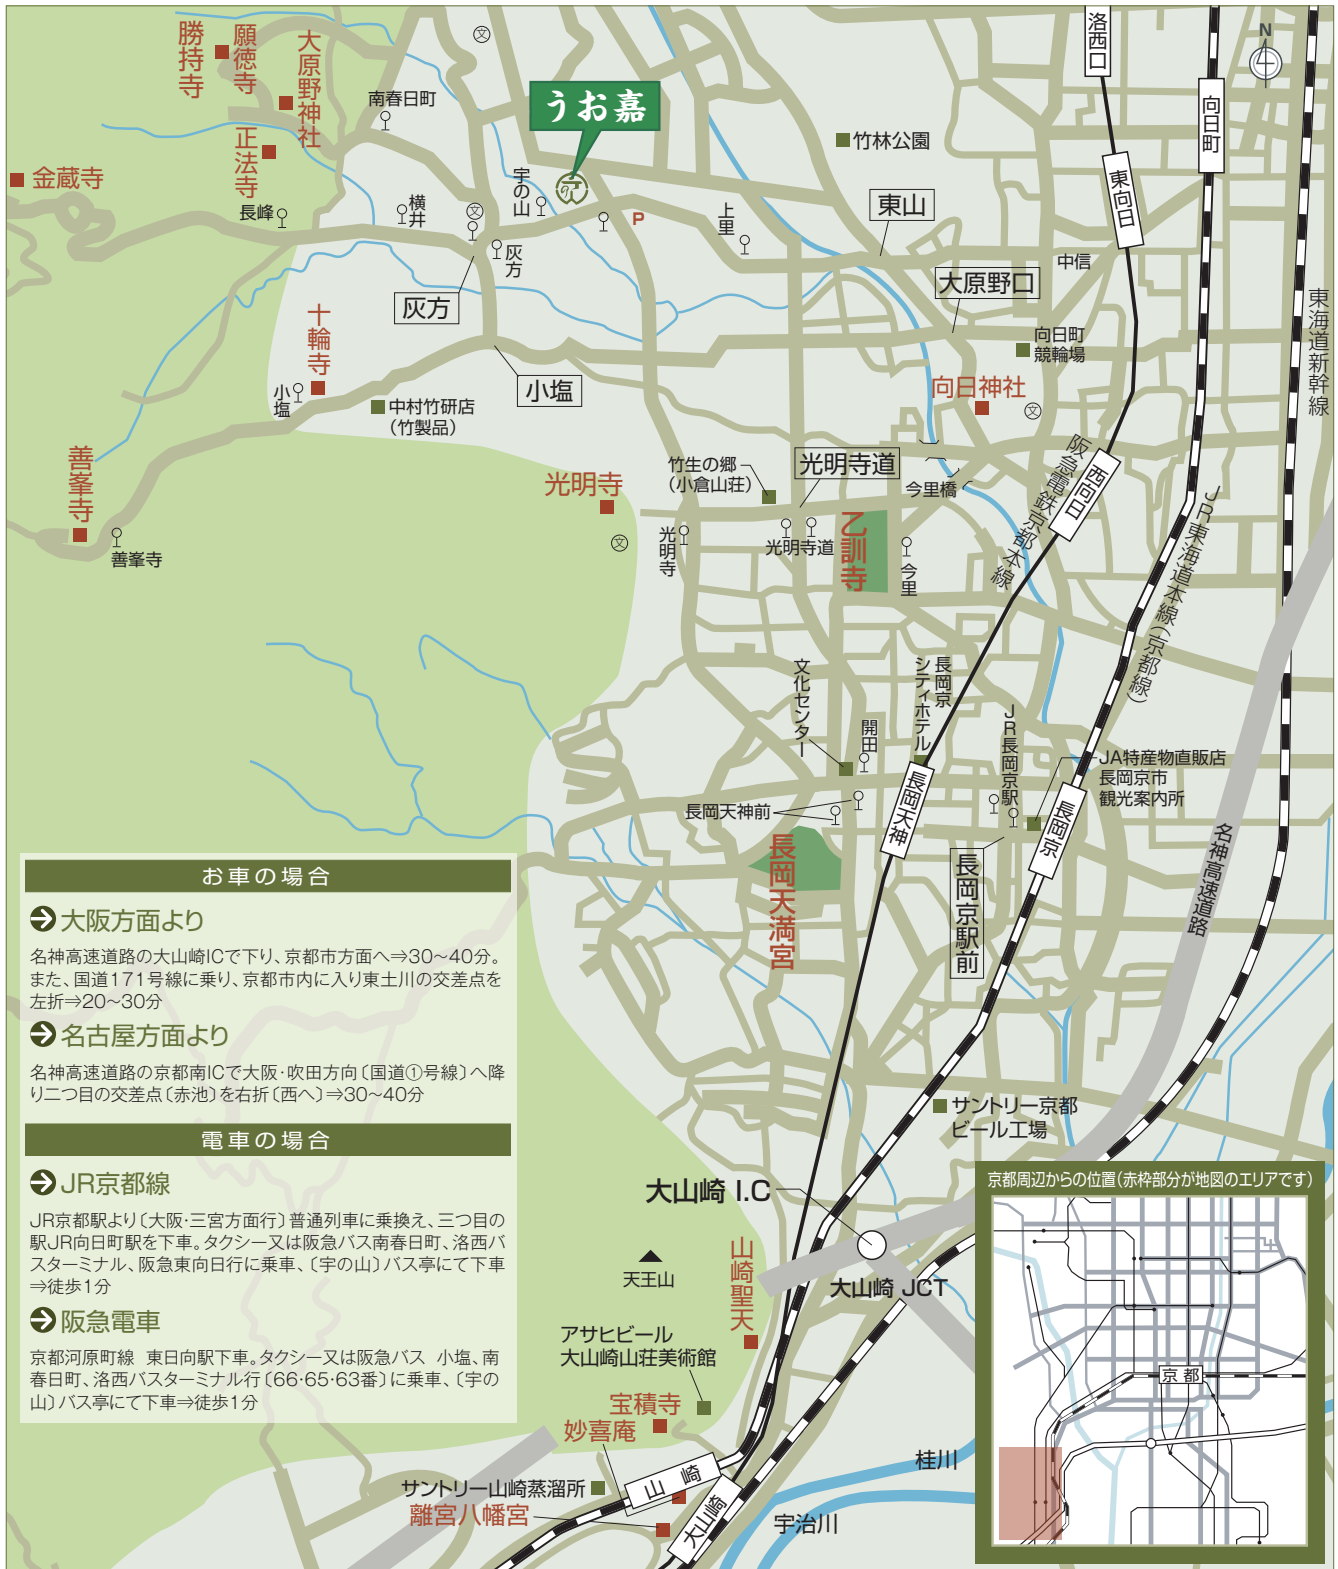 勝持寺
願徳寺
大原野神社
正法寺
金蔵寺
南春日町
長峰
横井
文
文
宇の山
灰方
うお嘉
P
上里
竹林公園
東山
洛西口
N
向日町
東向日
中信
大原野口
灰方
十輪寺
小塩
小塩
中村竹研店
(竹製品)
向日町
競輪場
向日神社
文
東海道新幹線
善峯寺
善峯寺
光明寺
文
光明寺
竹生の郷
(小倉山荘)
光明寺道
光明寺道
乙訓寺
今里
今里橋
阪急電鉄京都本線
西向日
JR東海道本線(京都線)
文化センター
開田
長岡京
シティホテル
JR長岡京駅
JA特産物直販店
長岡京市
観光案内所
長岡天神前
長岡天神
長岡京
長岡天満宮
長岡京駅前
名神高速道路
お車の場合
大阪方面より
名神高速道路の大山崎ICで下り、京都市方面へ⇒30〜40分。
また、国道171号線に乗り、京都市内に入り東土川の交差点を
左折⇒20〜30分
名古屋方面より
名神高速道路の京都南ICで大阪・吹田方向〔国道①号線〕へ降
り二つ目の交差点〔赤池〕を右折〔西へ〕⇒30〜40分
電車の場合
JR京都線
JR京都駅より〔大阪・三宮方面行〕普通列車に乗換え、三つ目の
駅JR向日町駅を下車。タクシー又は阪急バス南春日町、洛西バ
スターミナル、阪急東向日行に乗車、〔宇の山〕バス亭にて下車
⇒徒歩1分
阪急電車
京都河原町線 東日向駅下車。タクシー又は阪急バス 小塩、南
春日町、洛西バスターミナル行〔66・65・63番〕に乗車、〔宇の
山〕バス亭にて下車⇒徒歩1分
サントリー京都
ビール工場
大山崎 I.C
大山崎 JCT
天王山
山崎聖天
アサヒビール
大山崎山荘美術館
宝積寺
妙喜庵
サントリー山崎蒸溜所
離宮八幡宮
山崎
大山崎
桂川
宇治川
京都周辺からの位置(赤枠部分が地図のエリアです)
京都